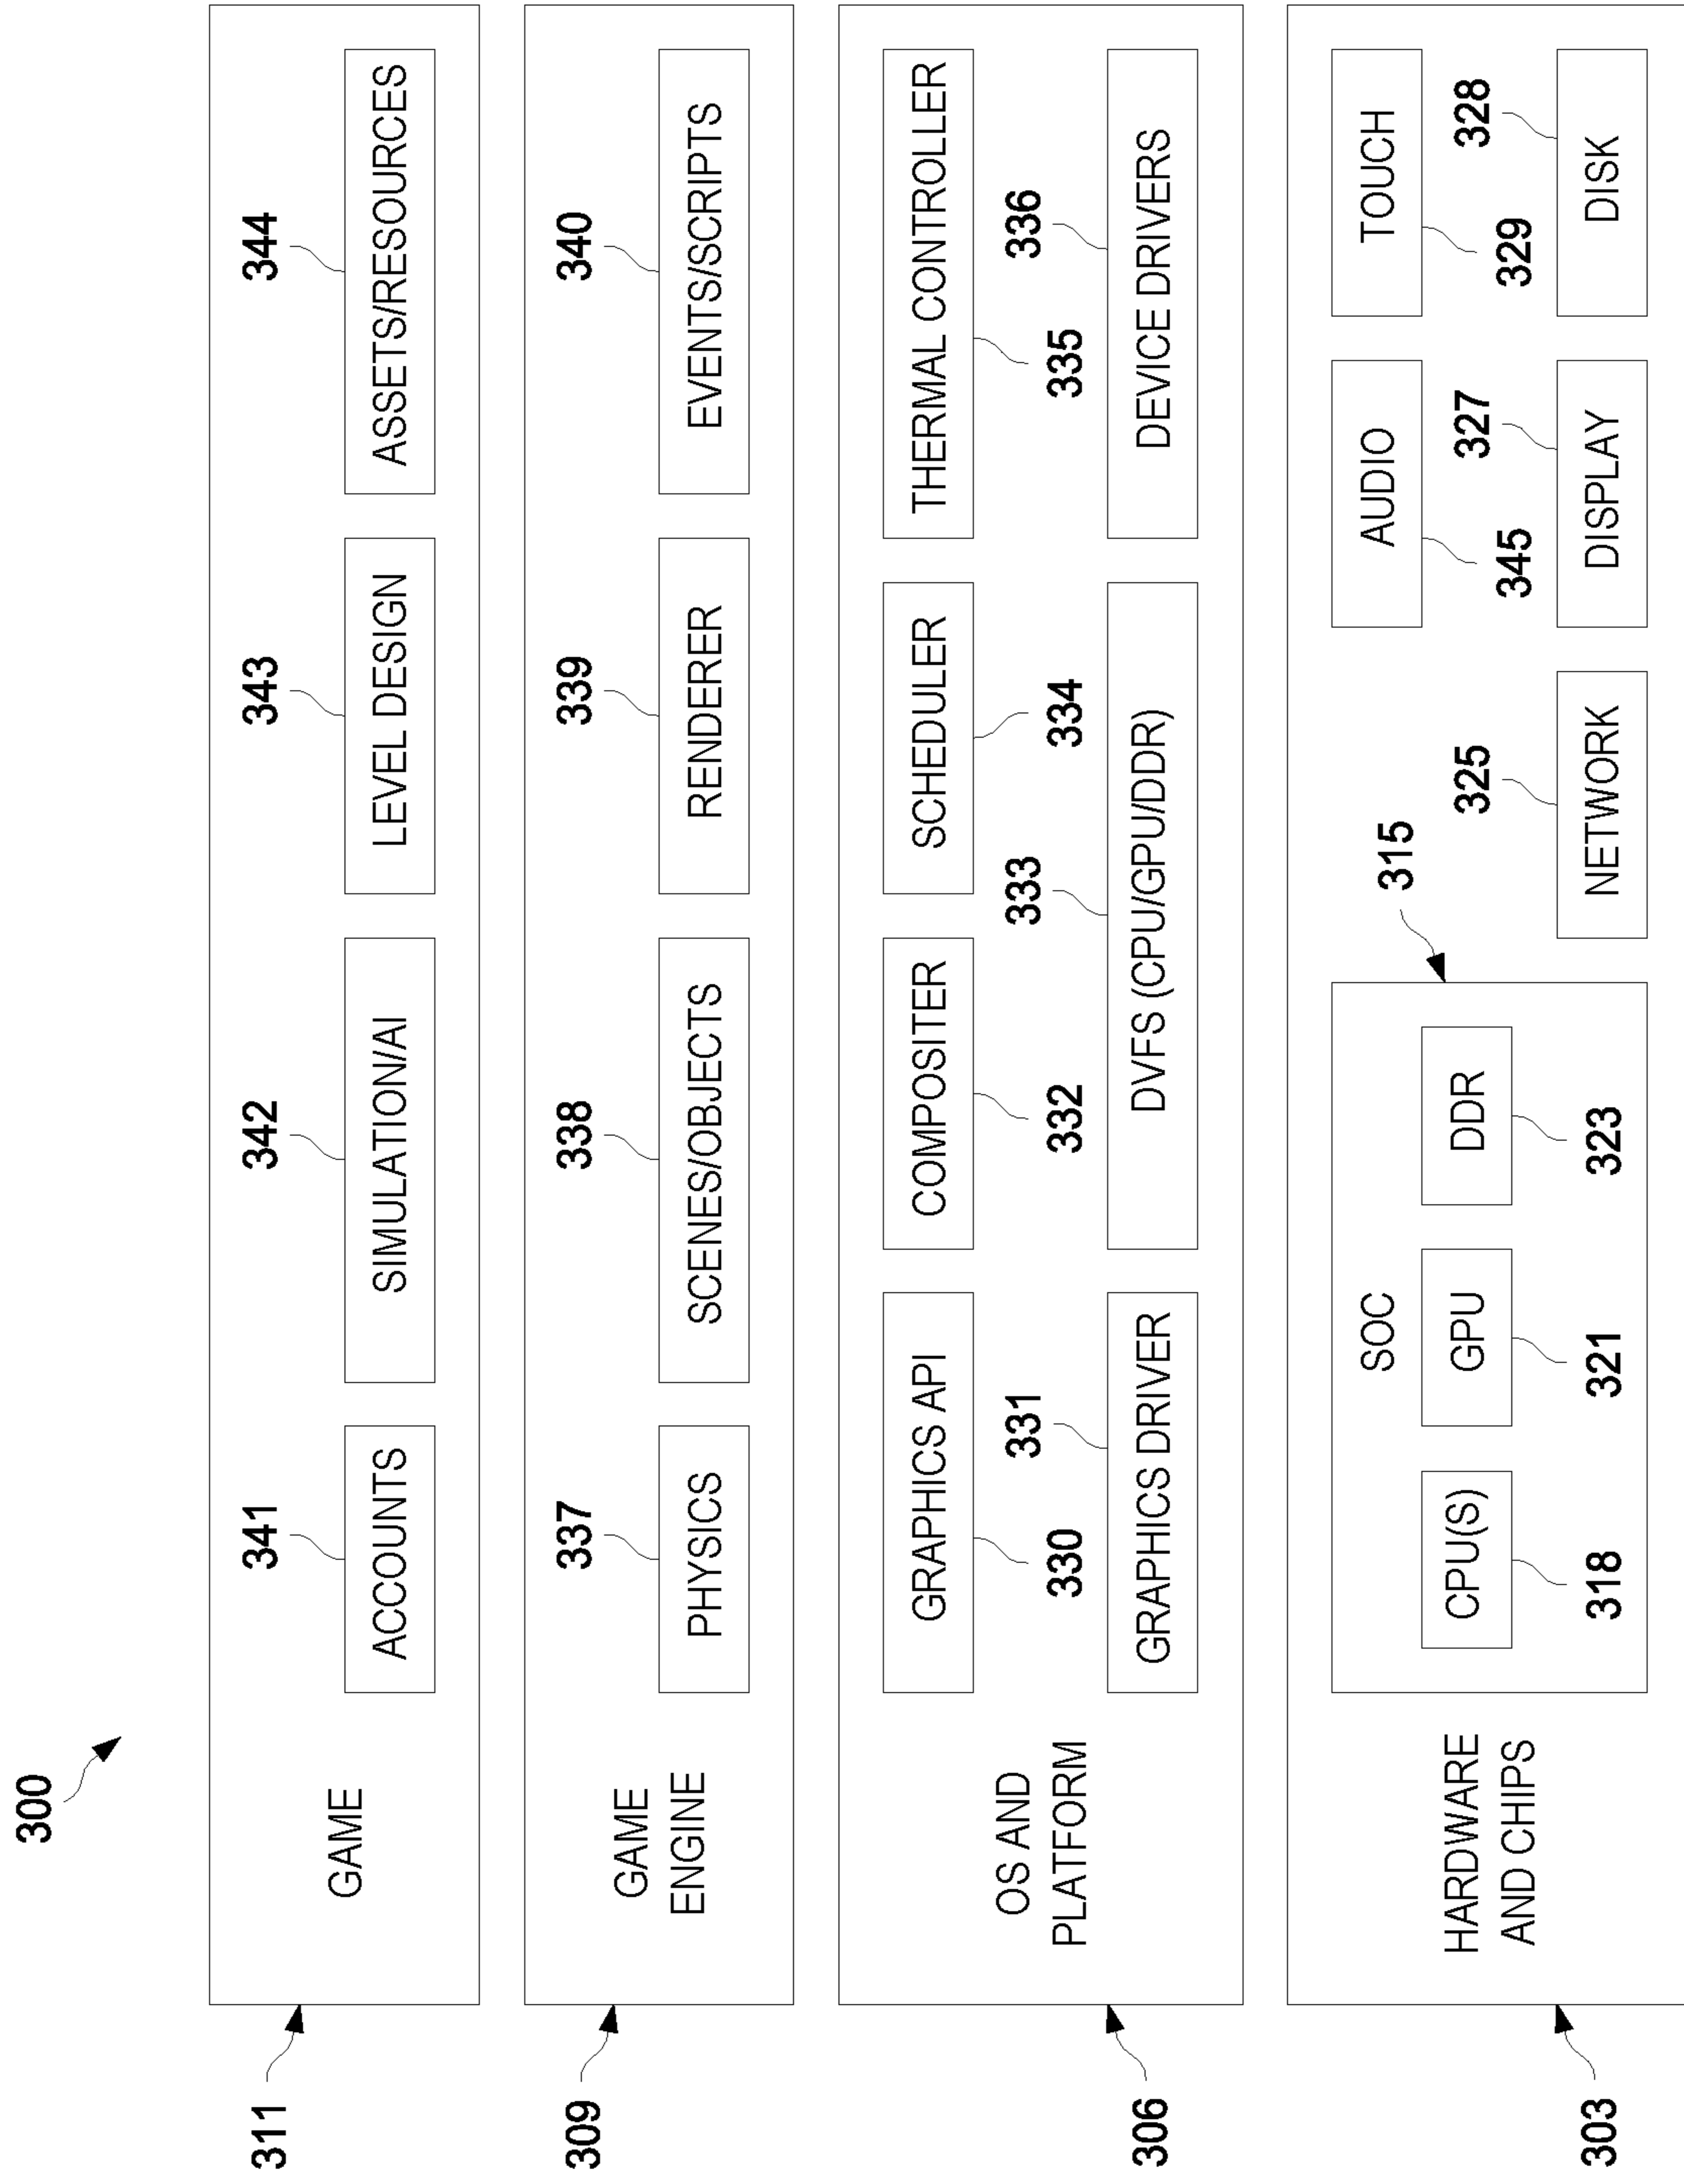 300
311
GAME
341
ACCOUNTS
342
SIMULATION/AI
343
LEVEL DESIGN
344
ASSETS/RESOURCES
309
GAME
ENGINE
337
PHYSICS
338
SCENES/OBJECTS
339
RENDERER
340
EVENTS/SCRIPTS
306
OS AND
PLATFORM
GRAPHICS API
330
COMPOSITER
332
SCHEDULER
334
THERMAL CONTROLLER
335
331
GRAPHICS DRIVER
333
DVFS (CPU/GPU/DDR)
336
DEVICE DRIVERS
303
HARDWARE
AND CHIPS
315
SOC
CPU(S)
318
GPU
321
DDR
323
325
NETWORK
AUDIO
345
TOUCH
329
327
DISPLAY
328
DISK